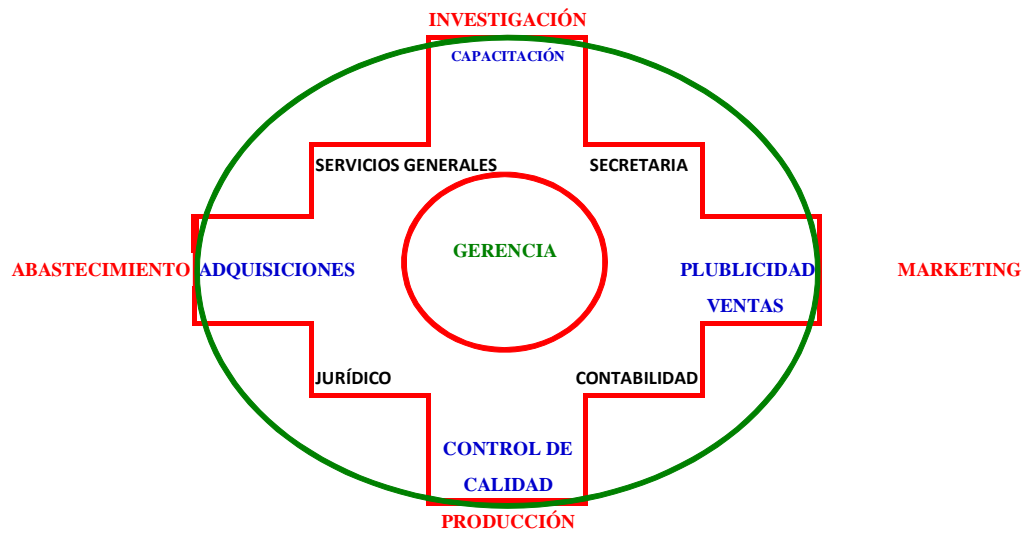 INVESTIGACIÓN
CAPACITACIÓN
SERVICIOS GENERALES
SECRETARIA
GERENCIA
ABASTECIMIENTO
ADQUISICIONES
PLUBLICIDAD
VENTAS
MARKETING
JURÍDICO
CONTABILIDAD
CONTROL DE
CALIDAD
PRODUCCIÓN